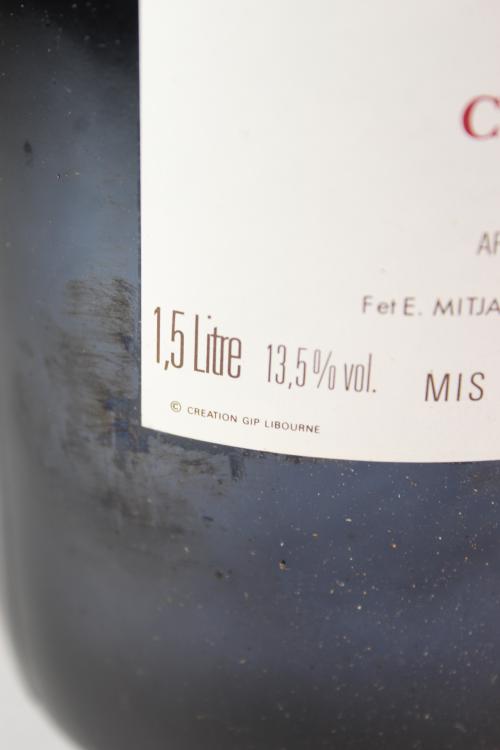 C
AP
F et E. MITJA
1,5 Litre 13,5% vol. MIS
© CREATION GIP LIBOURNE